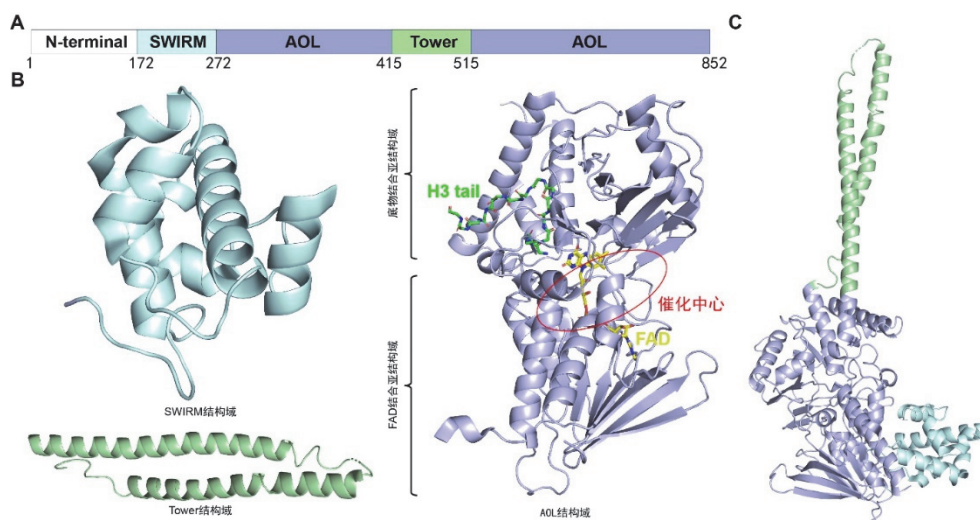 A
N-terminal SWIRM AOL Tower AOL
1 172 272 415 515 852
B
SWIRM结构域
Tower结构域
底物结合亚结构域
FAD结合亚结构域
H3 tail
催化中心
FAD
AOL结构域
C